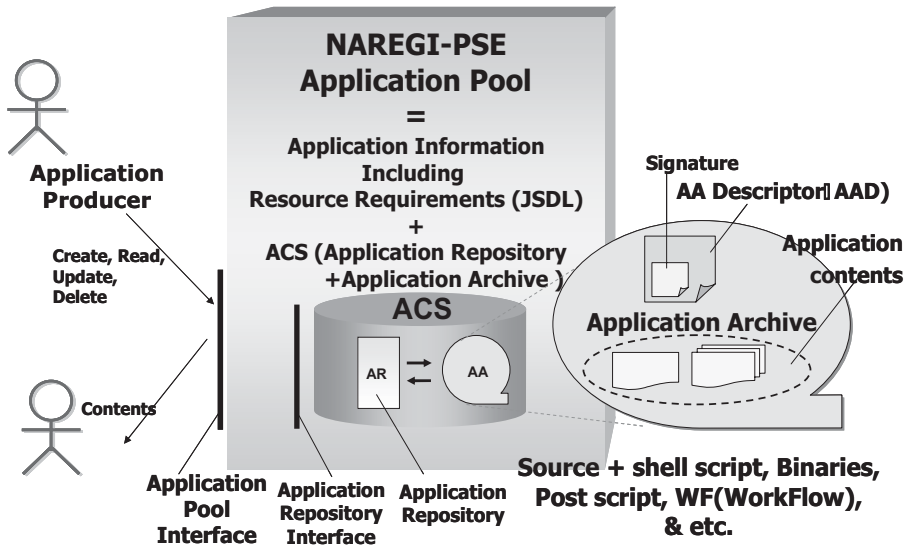 NAREGI-PSE
Application Pool
=
Application Information
Including
Resource Requirements (JSDL)
+
ACS (Application Repository
+Application Archive )
Application
Producer
Create, Read,
Update,
Delete
Contents
ACS
AR
AA
Signature
AA Descriptor▯AAD)
Application
contents
Application Archive
Application
Pool
Interface
Application
Repository
Interface
Application
Repository
Source + shell script, Binaries,
Post script, WF(WorkFlow),
& etc.